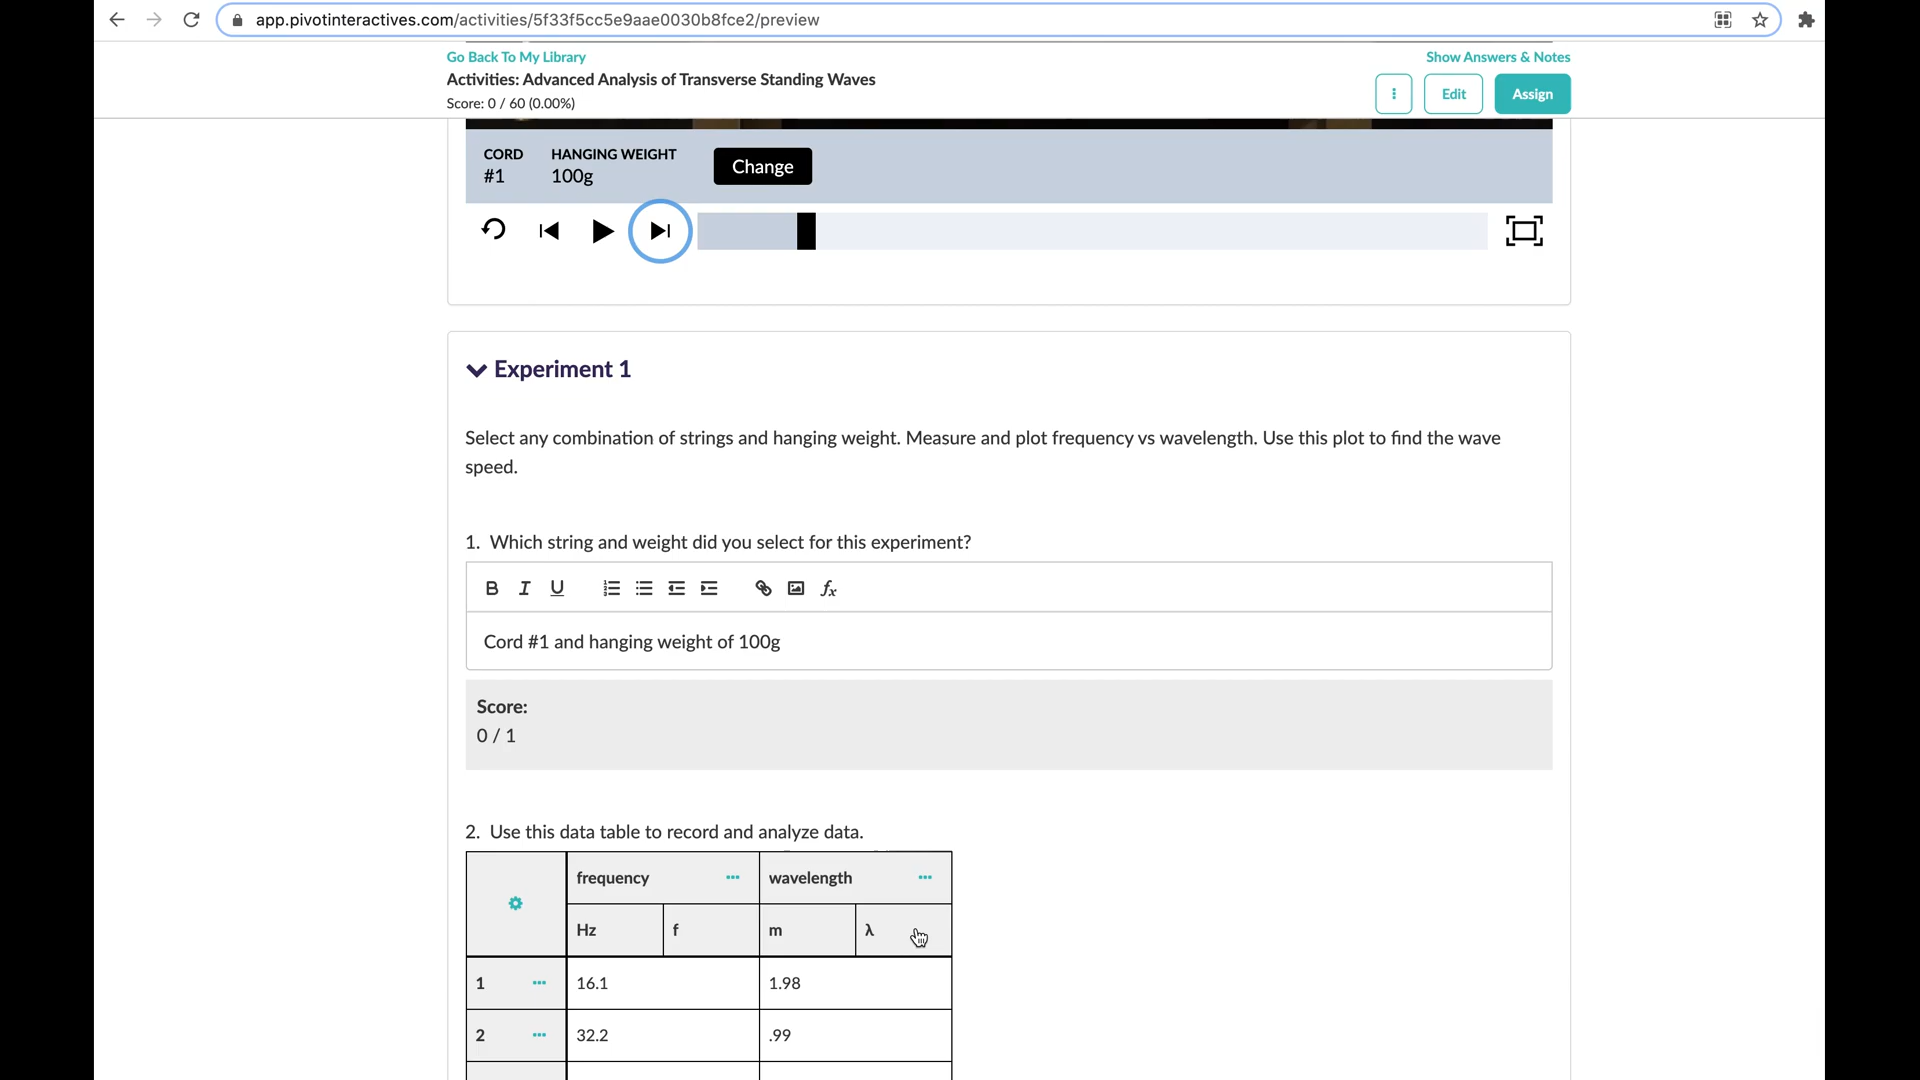 app.pivotinteractives.com/activities/5f33f5cc5e9aae0030b8fce2/preview
Go Back To My Library
Show Answers & Notes
Activities: Advanced Analysis of Transverse Standing Waves
Score: 0 / 60 (0.00%)
Edit
Assign
CORD
HANGING WEIGHT
#1
100g
Change
Experiment 1
Select any combination of strings and hanging weight. Measure and plot frequency vs wavelength. Use this plot to find the wave
speed.
1. Which string and weight did you select for this experiment?
B I U fx
Cord #1 and hanging weight of 100g
Score:
0 / 1
2. Use this data table to record and analyze data.
frequency
wavelength
Hz
f
m
λ
1
16.1
1.98
2
32.2
.99